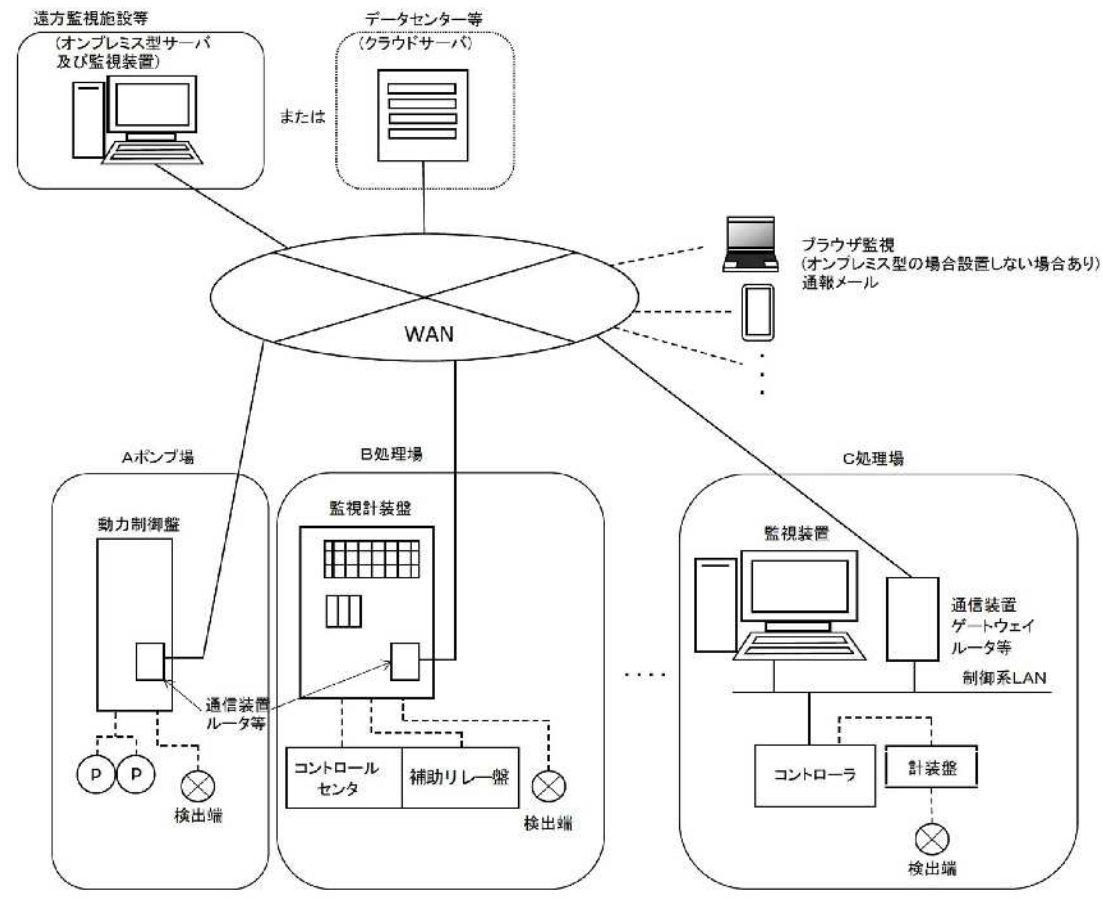 遠方監視施設等
(オンプレミス型サーバ
及び監視装置)
または
データセンター等
(クラウドサーバ)
ブラウザ監視
(オンプレミス型の場合設置しない場合あり)
通報メール
WAN
Aポンプ場
動力制御盤
通信装置
ルータ等
P
P
検出端
B処理場
監視計装盤
コントロール
センタ
補助リレー盤
検出端
C処理場
監視装置
通信装置
ゲートウェイ
ルータ等
制御系LAN
コントローラ
計装盤
検出端